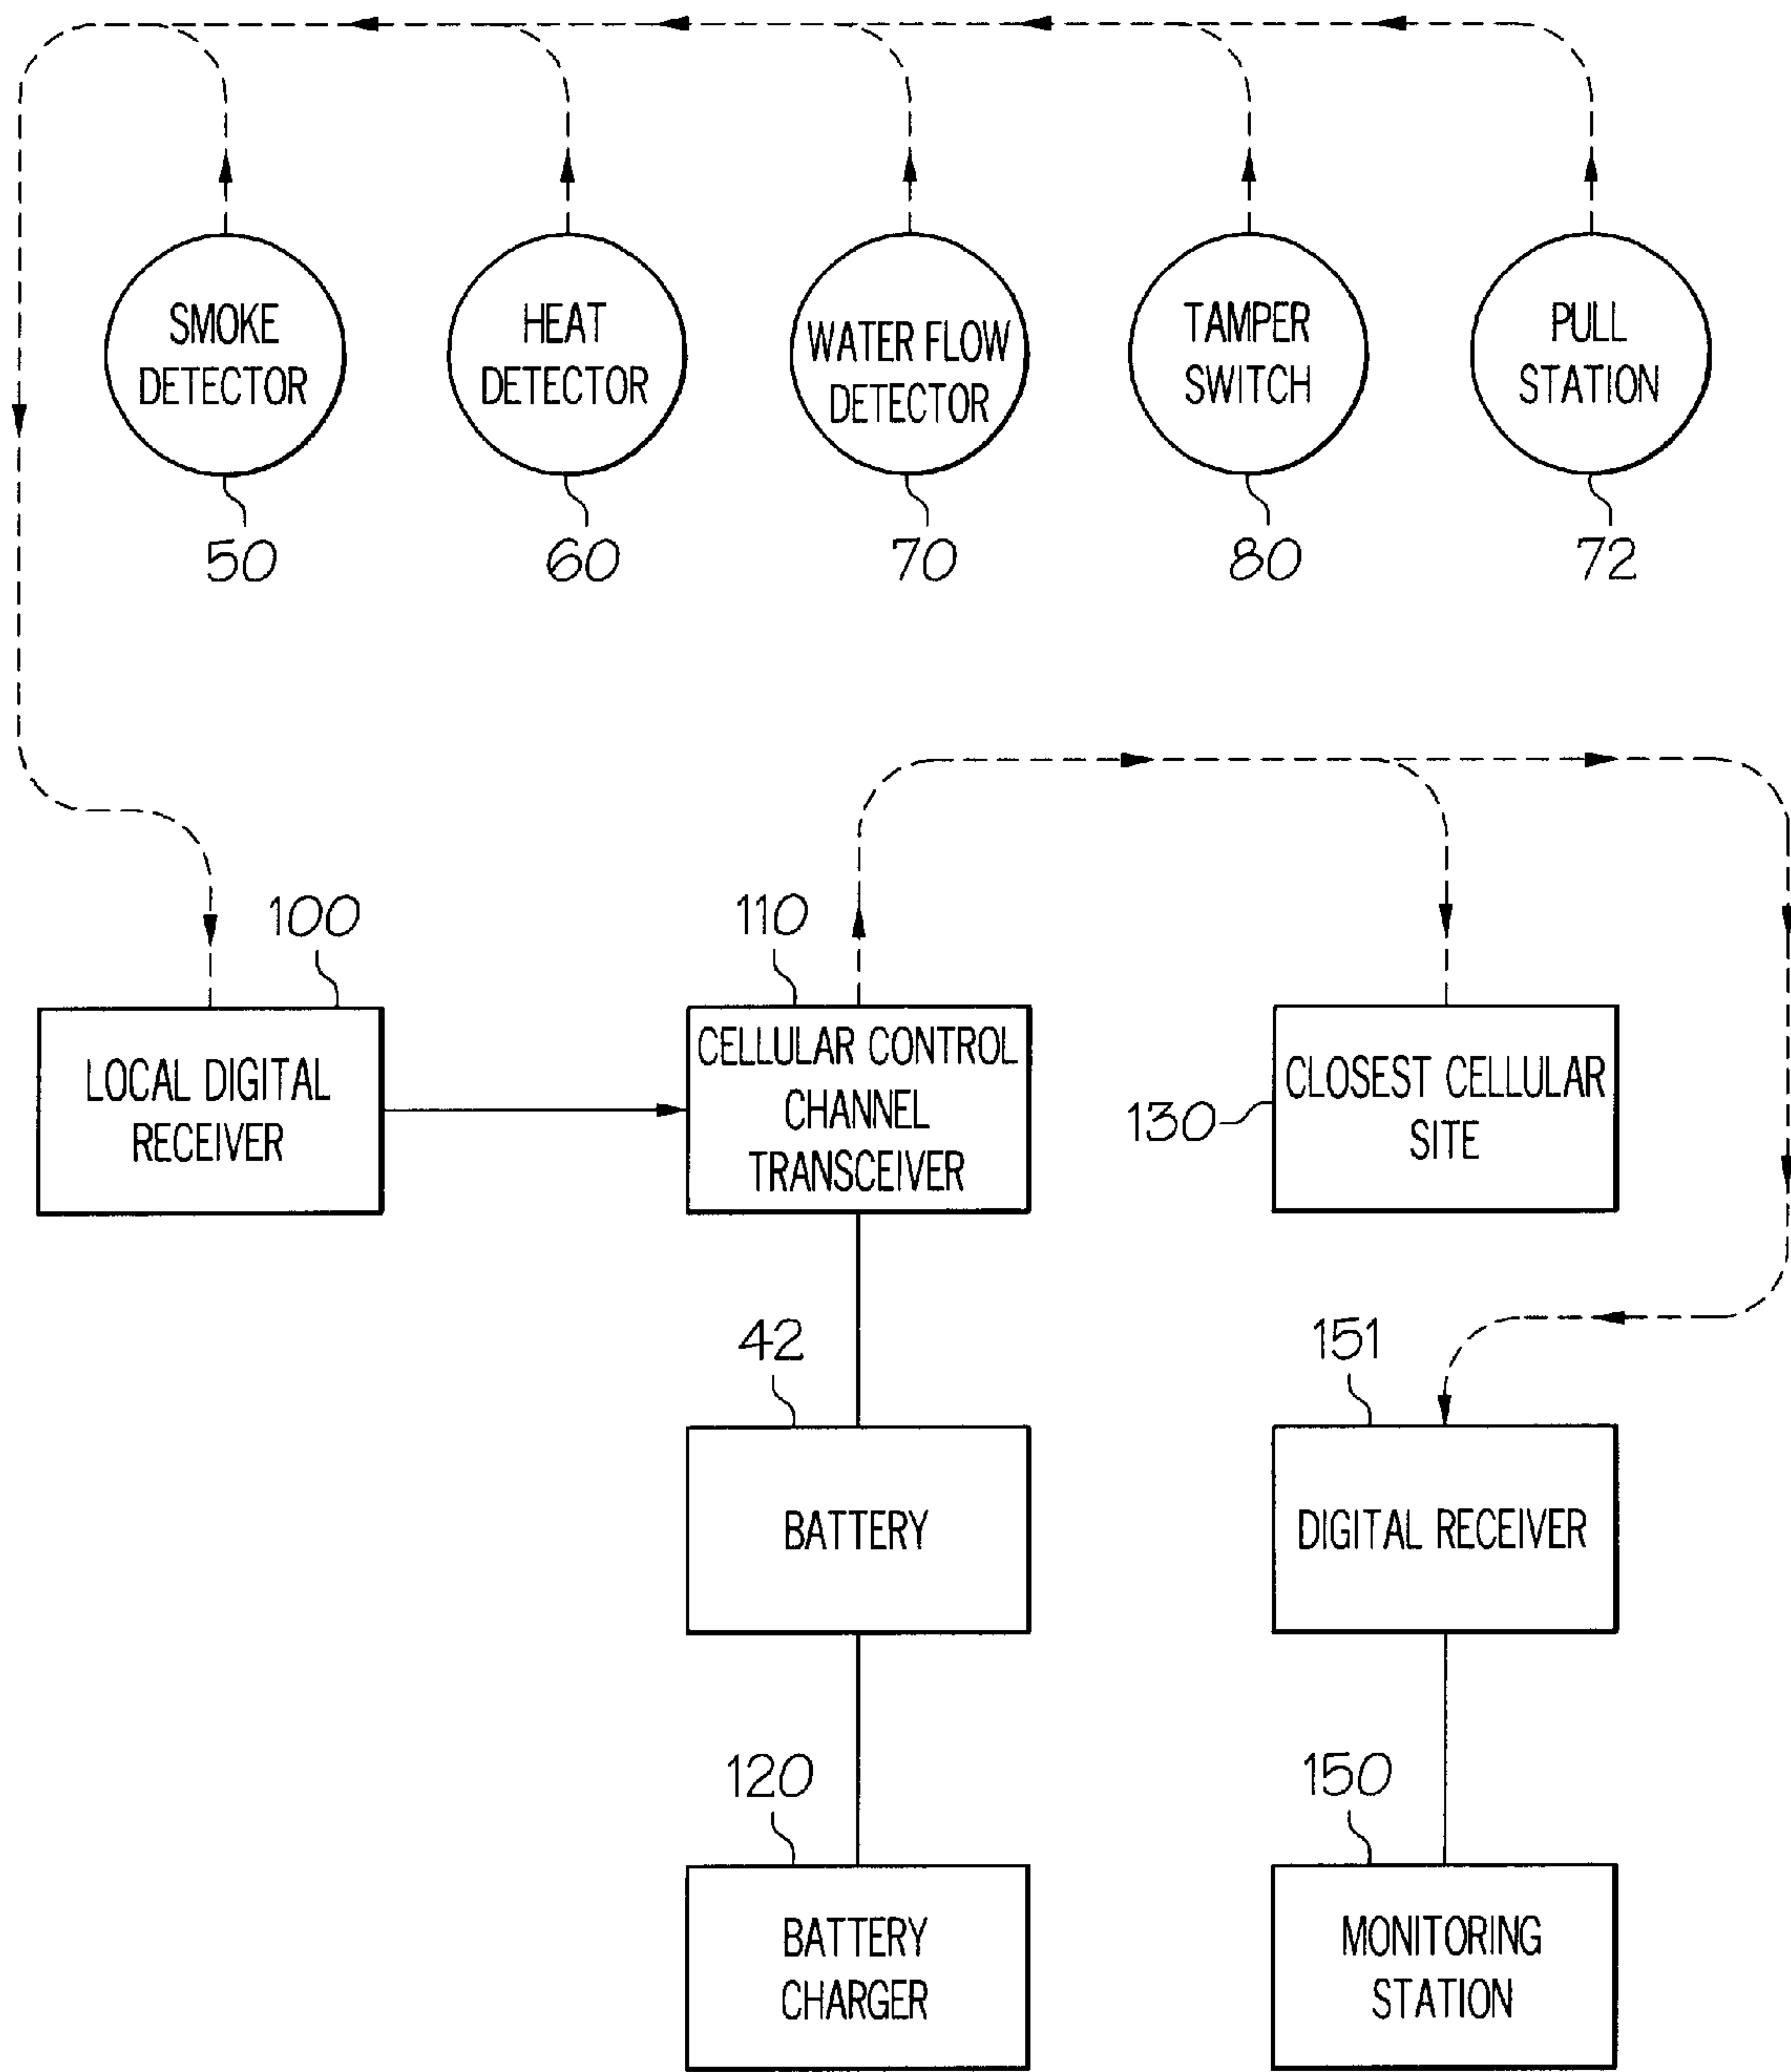 SMOKE
DETECTOR
HEAT
DETECTOR
WATER FLOW
DETECTOR
TAMPER
SWITCH
PULL
STATION
50
60
70
80
72
100
110
LOCAL DIGITAL
RECEIVER
CELLULAR CONTROL
CHANNEL
TRANSCEIVER
130
CLOSEST CELLULAR
SITE
42
151
BATTERY
DIGITAL RECEIVER
120
150
BATTERY
CHARGER
MONITORING
STATION